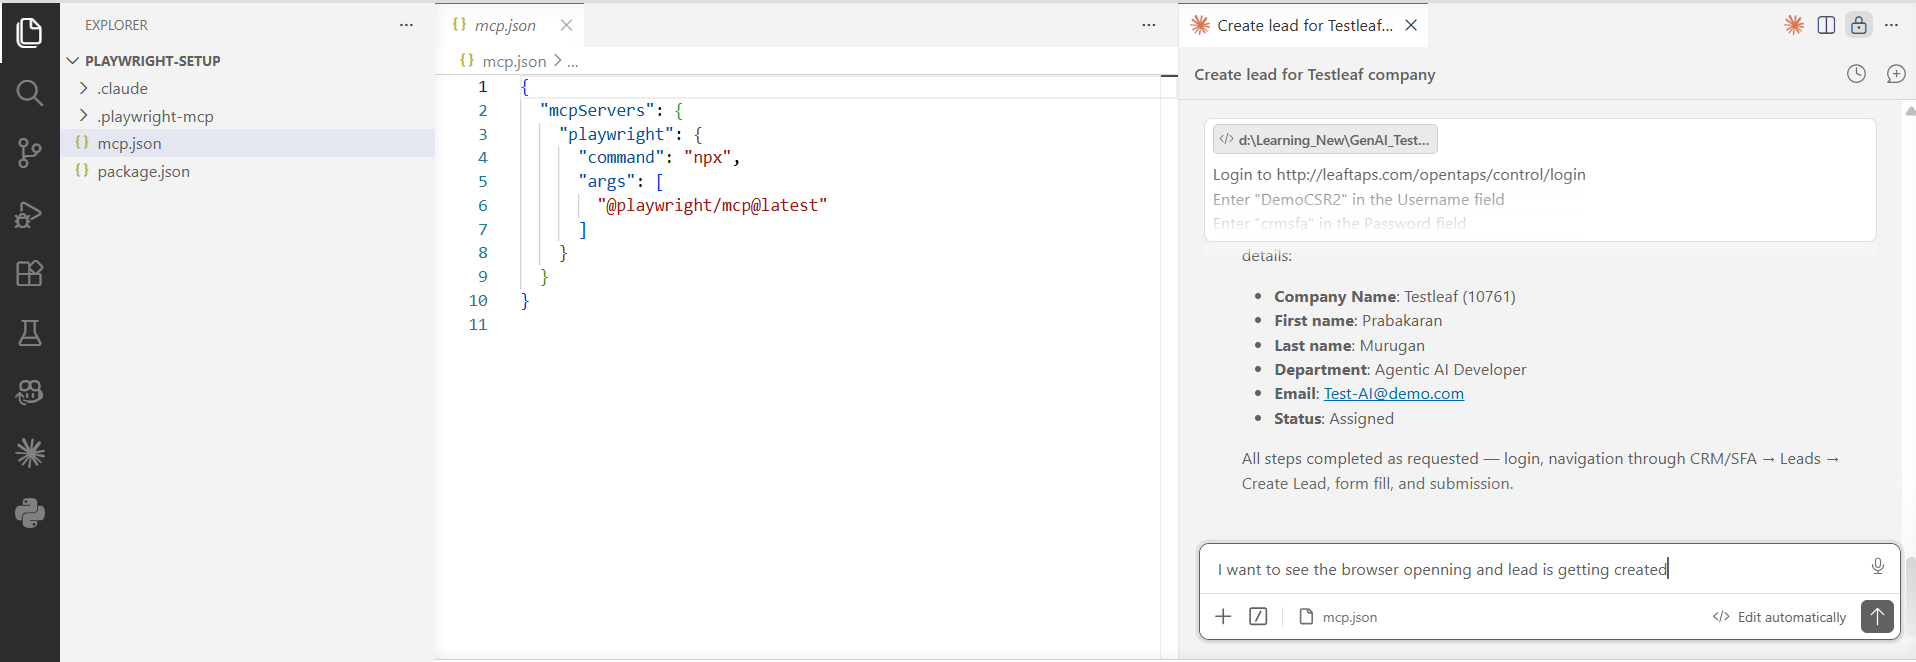 EXPLORER
PLAYWRIGHT-SETUP
.claude
.playwright-mcp
{} mcp.json
{} package.json
{} mcp.json
{} mcp.json > ...
1 {
2 "mcpServers": {
3 "playwright": {
4 "command": "npx",
5 "args": [
6 "@playwright/mcp@latest"
7 ]
8 }
9 }
10 }
11
Create lead for Testleaf...
Create lead for Testleaf company
</> d:\Learning_New\GenAI_Test...
Login to http://leaftaps.com/opentaps/control/login
Enter "DemoCSR2" in the Username field
Enter "crmsfa" in the Password field
details:
• Company Name: Testleaf (10761)
• First name: Prabakaran
• Last name: Murugan
• Department: Agentic AI Developer
• Email: Test-AI@demo.com
• Status: Assigned
All steps completed as requested — login, navigation through CRM/SFA → Leads →
Create Lead, form fill, and submission.
I want to see the browser openning and lead is getting created
mcp.json
</> Edit automatically